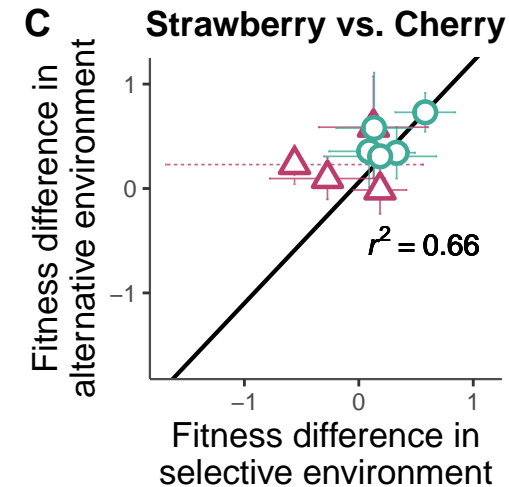 C
Strawberry vs. Cherry
Fitness difference in
alternative environment
1
0
−1
r² = 0.66
−1
0
1
Fitness difference in
selective environment